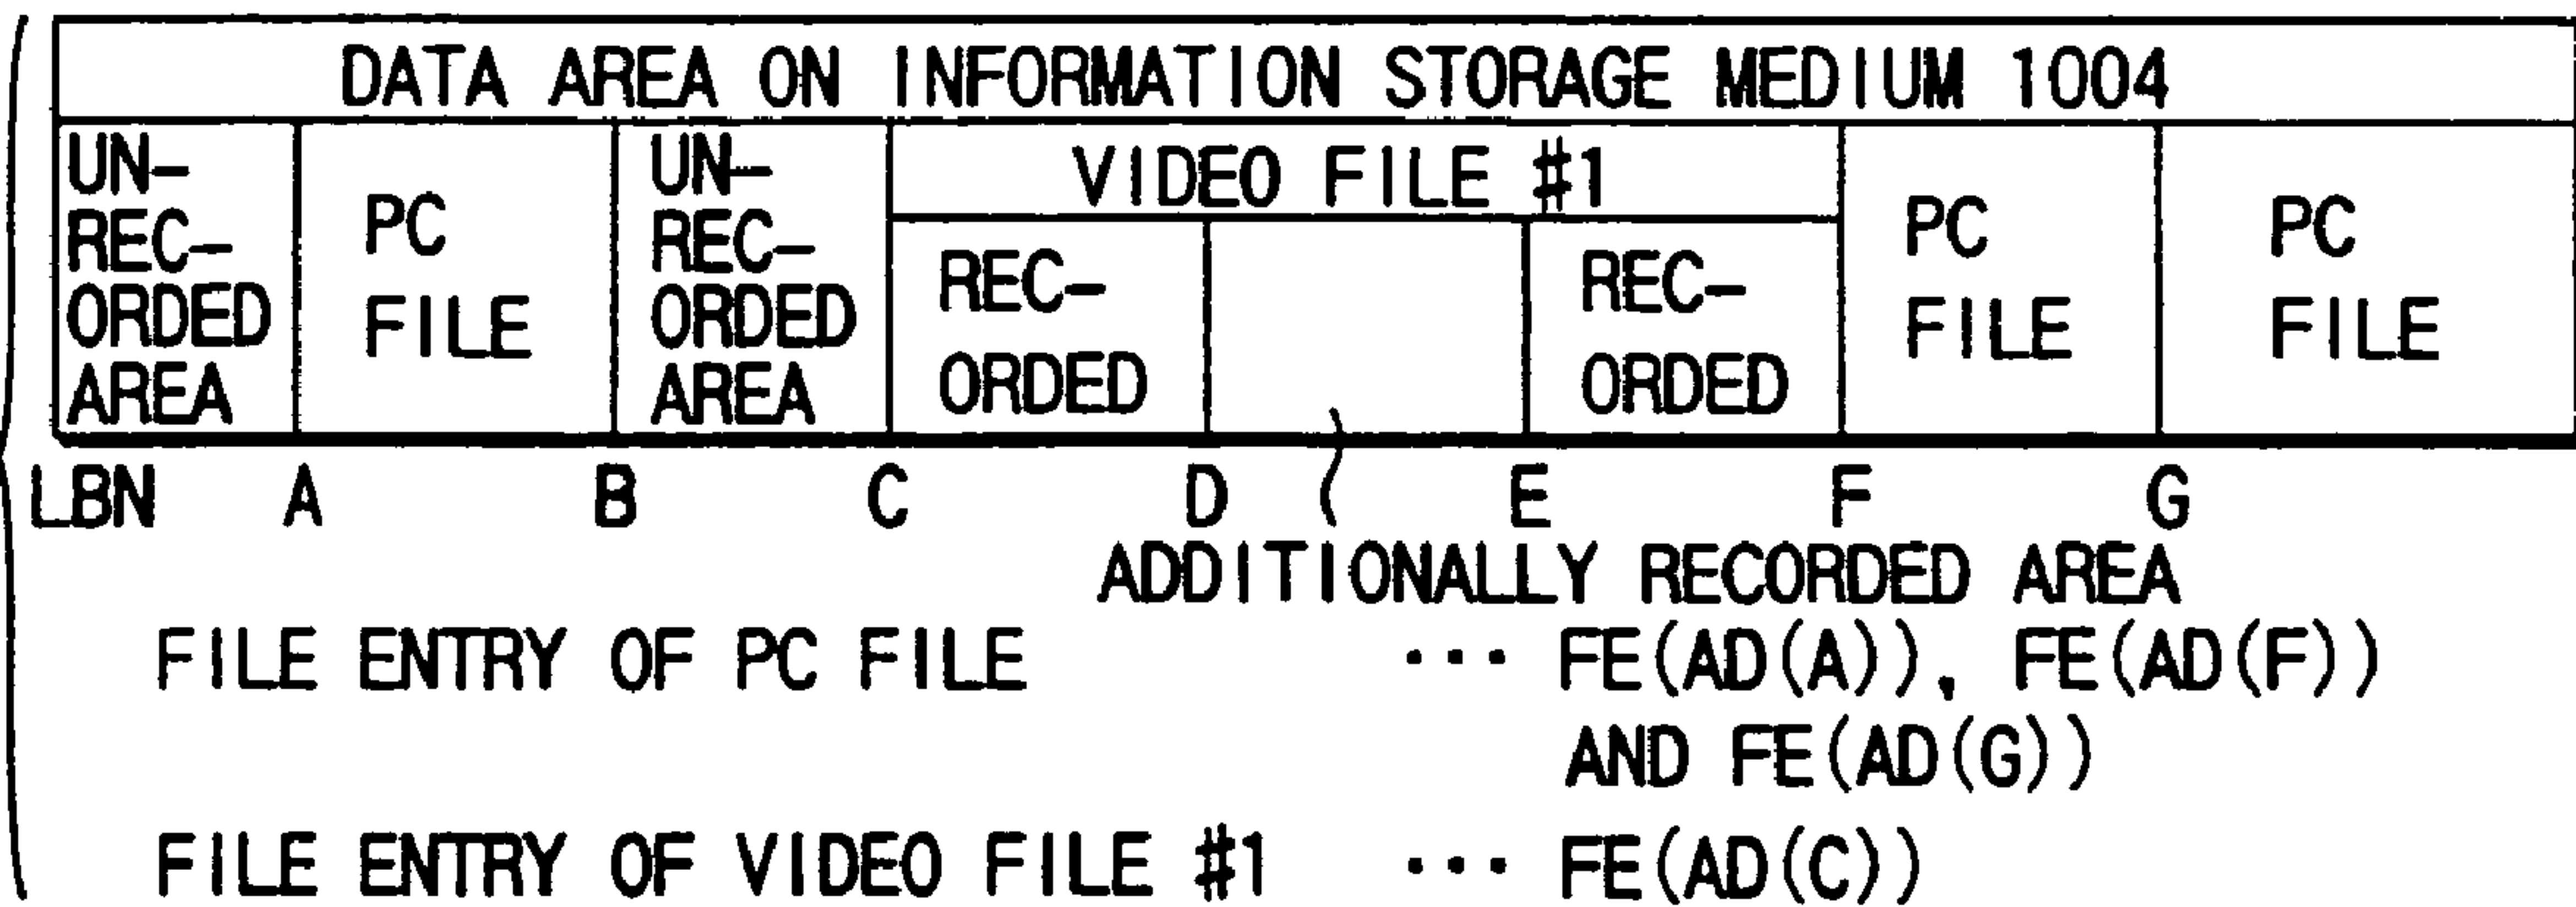 DATA AREA ON INFORMATION STORAGE MEDIUM 1004
UN-
REC-
ORDED
AREA
PC
FILE
UN-
REC-
ORDED
AREA
VIDEO FILE #1
REC-
ORDED
REC-
ORDED
PC
FILE
PC
FILE
LBN A B C D E F G
ADDITIONALLY RECORDED AREA
FILE ENTRY OF PC FILE ··· FE(AD(A)), FE(AD(F))
AND FE(AD(G))
FILE ENTRY OF VIDEO FILE #1 ··· FE(AD(C))